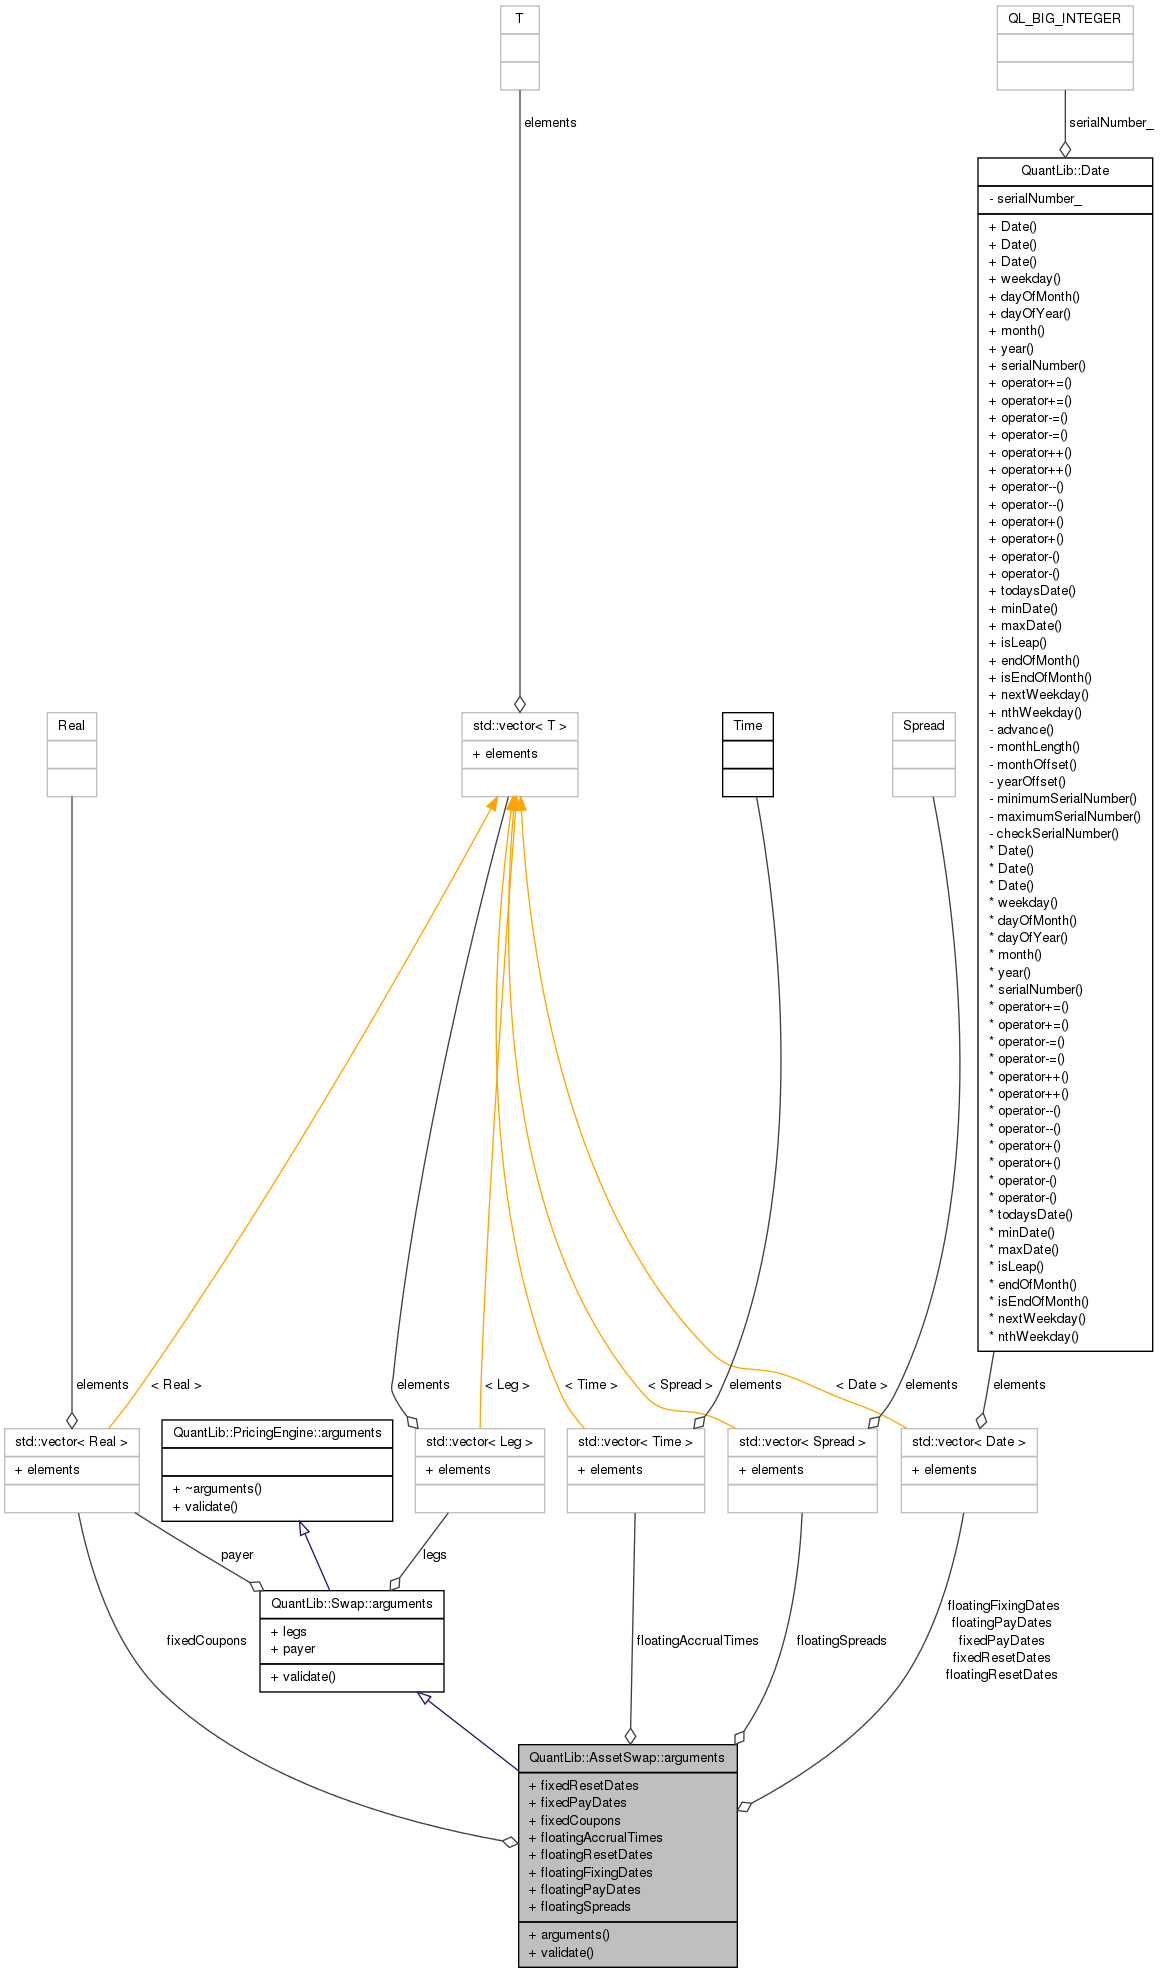 T
QL_BIG_INTEGER
elements
serialNumber_
QuantLib::Date
- serialNumber_
+ Date()
+ Date()
+ Date()
+ weekday()
+ dayOfMonth()
+ dayOfYear()
+ month()
+ year()
+ serialNumber()
+ operator+=()
+ operator+=()
+ operator-=()
+ operator-=()
+ operator++()
+ operator++()
+ operator--()
+ operator--()
+ operator+()
+ operator+()
+ operator-()
+ operator-()
+ todaysDate()
+ minDate()
+ maxDate()
+ isLeap()
+ endOfMonth()
+ isEndOfMonth()
+ nextWeekday()
+ nthWeekday()
- advance()
- monthLength()
- monthOffset()
- yearOffset()
- minimumSerialNumber()
- maximumSerialNumber()
- checkSerialNumber()
* Date()
* Date()
* Date()
* weekday()
* dayOfMonth()
* dayOfYear()
* month()
* year()
* serialNumber()
* operator+=()
* operator+=()
* operator-=()
* operator-=()
* operator++()
* operator++()
* operator--()
* operator--()
* operator+()
* operator+()
* operator-()
* operator-()
* todaysDate()
* minDate()
* maxDate()
* isLeap()
* endOfMonth()
* isEndOfMonth()
* nextWeekday()
* nthWeekday()
Real
std::vector< T >
+ elements
Time
Spread
elements
< Real >
elements
< Leg >
< Time >
< Spread >
elements
< Date >
elements
elements
std::vector< Real >
+ elements
QuantLib::PricingEngine::arguments
+ ~arguments()
+ validate()
std::vector< Leg >
+ elements
std::vector< Time >
+ elements
std::vector< Spread >
+ elements
std::vector< Date >
+ elements
payer
legs
QuantLib::Swap::arguments
+ legs
+ payer
+ validate()
fixedCoupons
floatingAccrualTimes
floatingSpreads
floatingFixingDates
floatingPayDates
fixedPayDates
fixedResetDates
floatingResetDates
QuantLib::AssetSwap::arguments
+ fixedResetDates
+ fixedPayDates
+ fixedCoupons
+ floatingAccrualTimes
+ floatingResetDates
+ floatingFixingDates
+ floatingPayDates
+ floatingSpreads
+ arguments()
+ validate()